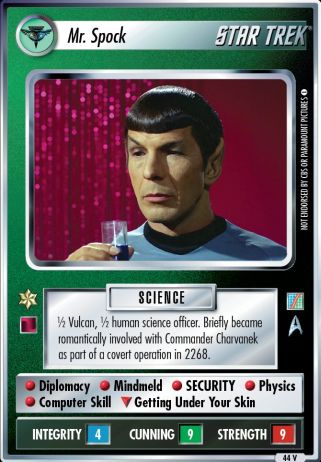 Mr. Spock
STAR TREK
NOT ENDORSED BY CBS OR PARAMOUNT PICTURES
SCIENCE
½ Vulcan, ½ human science officer. Briefly became
romantically involved with Commander Charvanek
as part of a covert operation in 2268.
Diplomacy Mindmeld SECURITY Physics
Computer Skill Getting Under Your Skin
INTEGRITY 4 CUNNING 9 STRENGTH 9
44 V